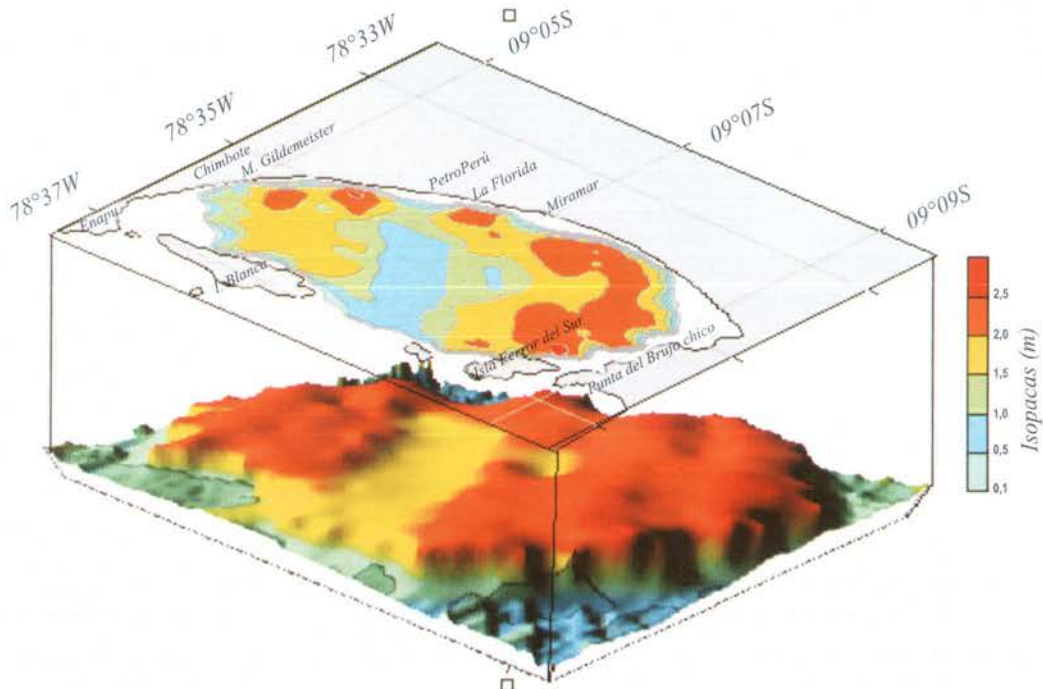 78°33W
09°05S
78°35W
09°07S
78°37W
09°09S
Chimbote
M. Gildemeister
PetroPerú
La Florida
Miramar
Enapu
I. Blanca
Isla Ferror del Sur
Punta del Brujo chico
2,5
2,0
1,5
1,0
0,5
0,1
Isopacas (m)